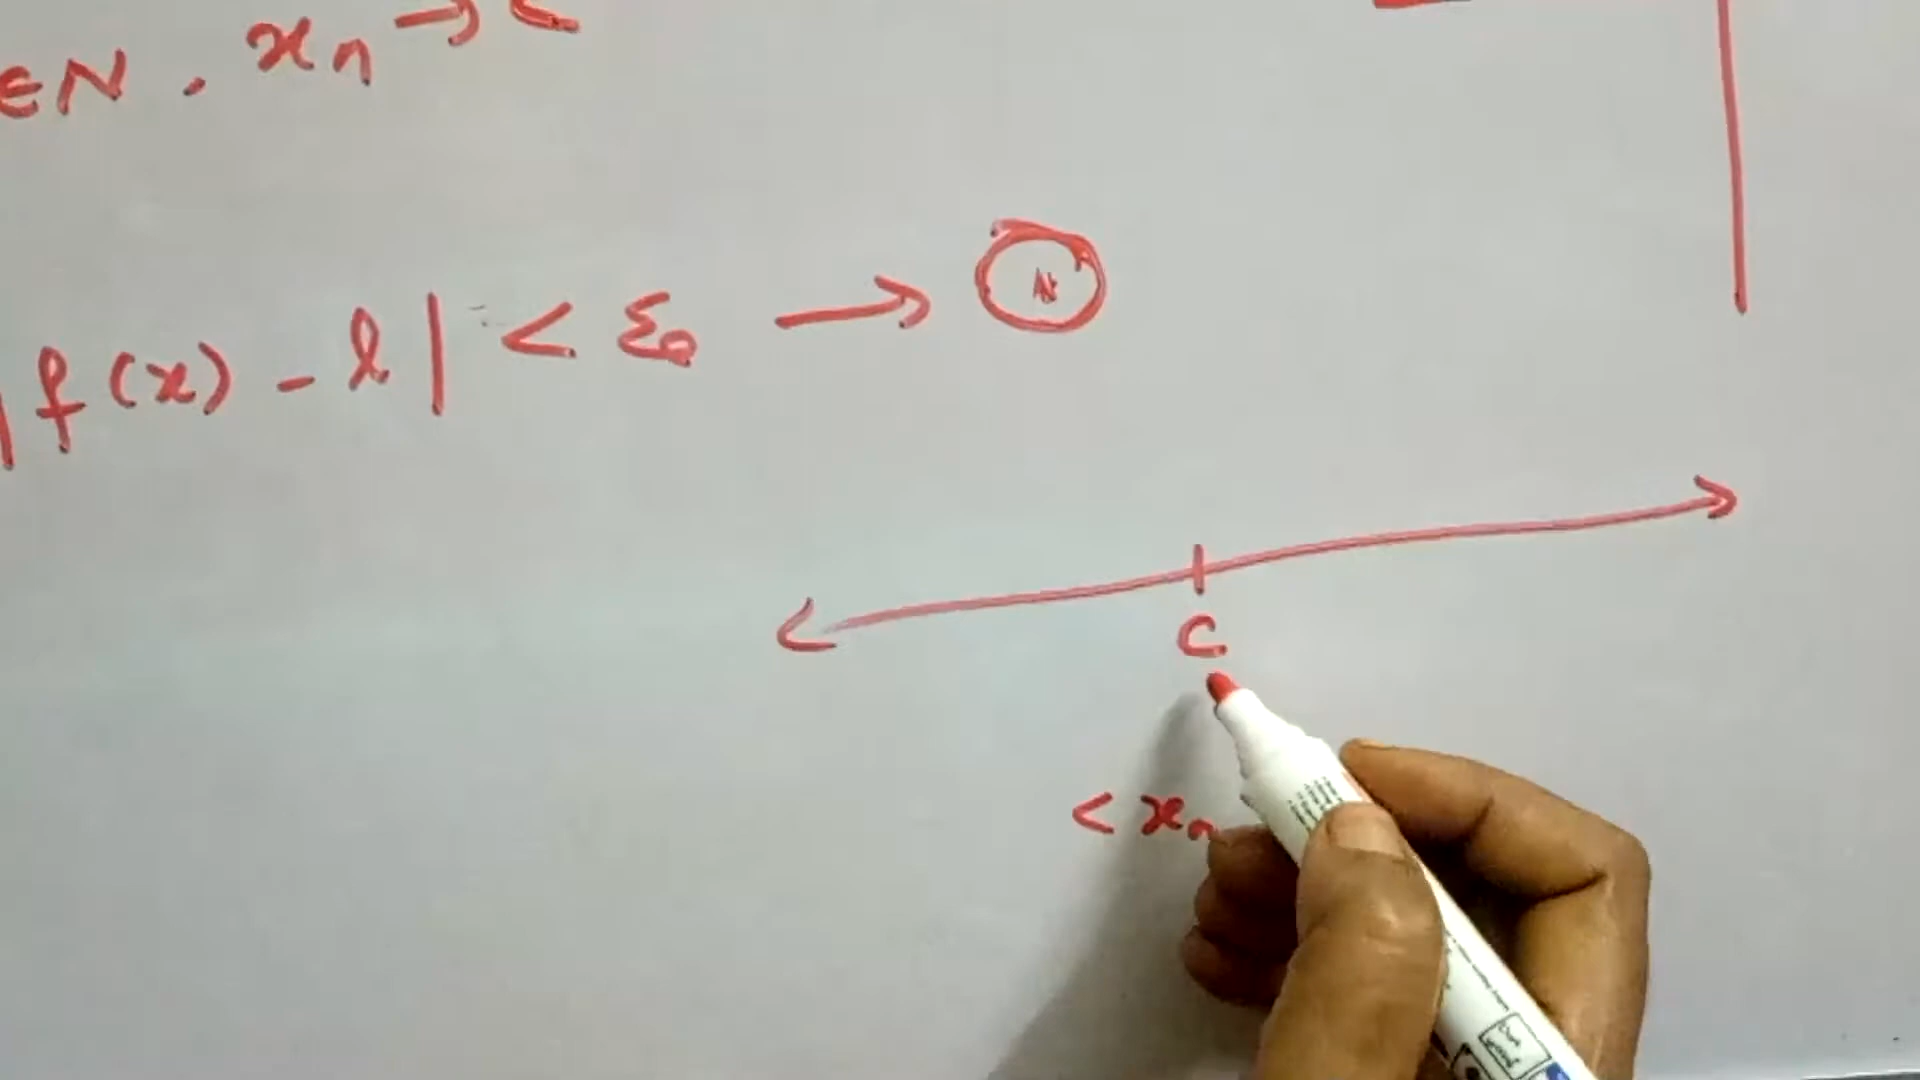 ∈N . xₙ → c
|f(x) - l| < ε₀ →
c
< xₙ